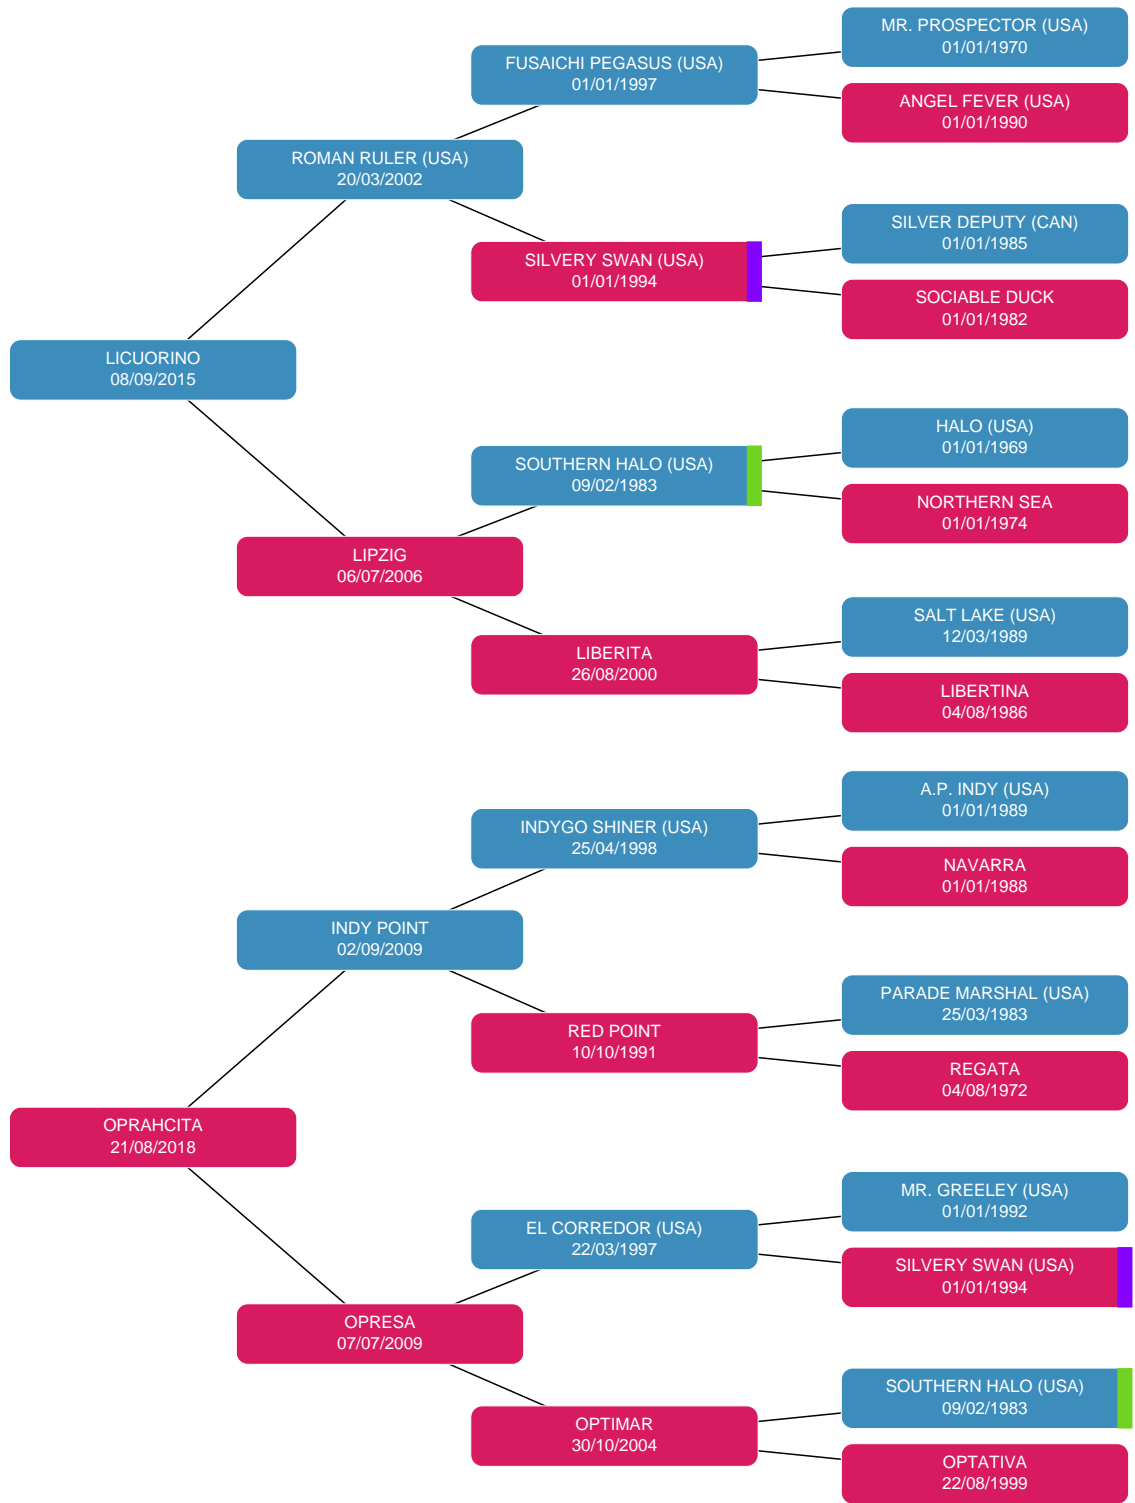 MR. PROSPECTOR (USA)
01/01/1970
FUSAICHI PEGASUS (USA)
01/01/1997
ANGEL FEVER (USA)
01/01/1990
ROMAN RULER (USA)
20/03/2002
SILVER DEPUTY (CAN)
01/01/1985
SILVERY SWAN (USA)
01/01/1994
SOCIABLE DUCK
01/01/1982
LICUORINO
08/09/2015
HALO (USA)
01/01/1969
SOUTHERN HALO (USA)
09/02/1983
NORTHERN SEA
01/01/1974
LIPZIG
06/07/2006
SALT LAKE (USA)
12/03/1989
LIBERITA
26/08/2000
LIBERTINA
04/08/1986
A.P. INDY (USA)
01/01/1989
INDYGO SHINER (USA)
25/04/1998
NAVARRA
01/01/1988
INDY POINT
02/09/2009
PARADE MARSHAL (USA)
25/03/1983
RED POINT
10/10/1991
REGATA
04/08/1972
OPRAHCITA
21/08/2018
MR. GREELEY (USA)
01/01/1992
EL CORREDOR (USA)
22/03/1997
SILVERY SWAN (USA)
01/01/1994
OPRESA
07/07/2009
SOUTHERN HALO (USA)
09/02/1983
OPTIMAR
30/10/2004
OPTATIVA
22/08/1999